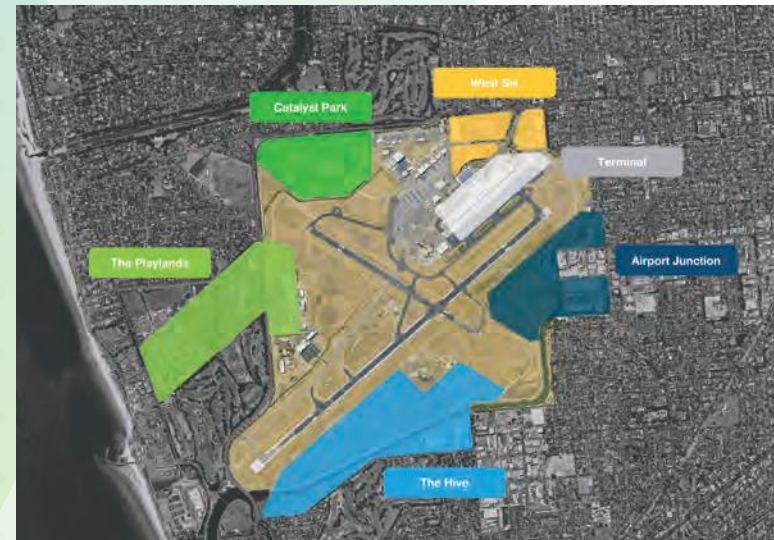 West Six
Catalyst Park
Terminal
The Playlands
Airport Junction
The Hive